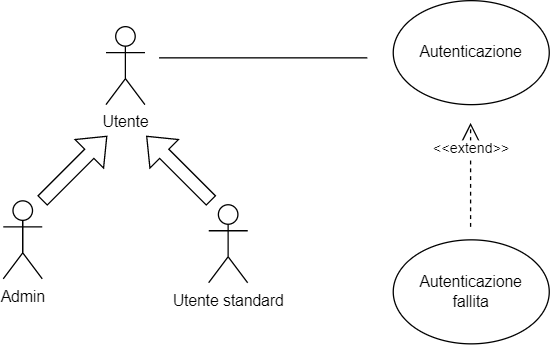 Autenticazione
Utente
<<extend>>
Autenticazione
fallita
Admin
Utente standard